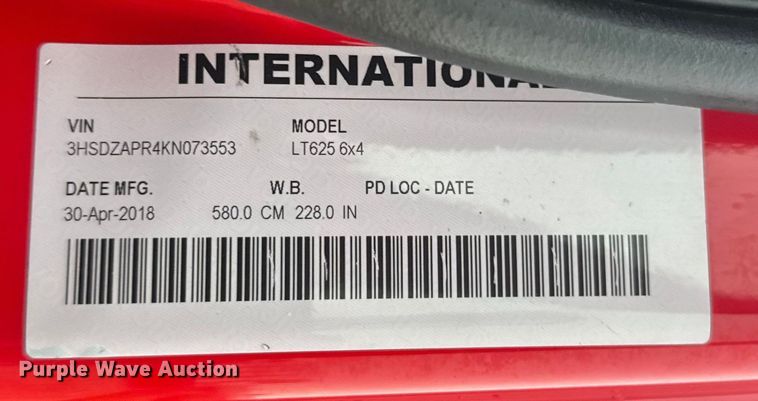 INTERNATIONAL
VIN MODEL
3HSDZAPR4KN073553 LT625 6x4
DATE MFG. W.B. PD LOC - DATE
30-Apr-2018 580.0 CM 228.0 IN
Purple Wave Auction